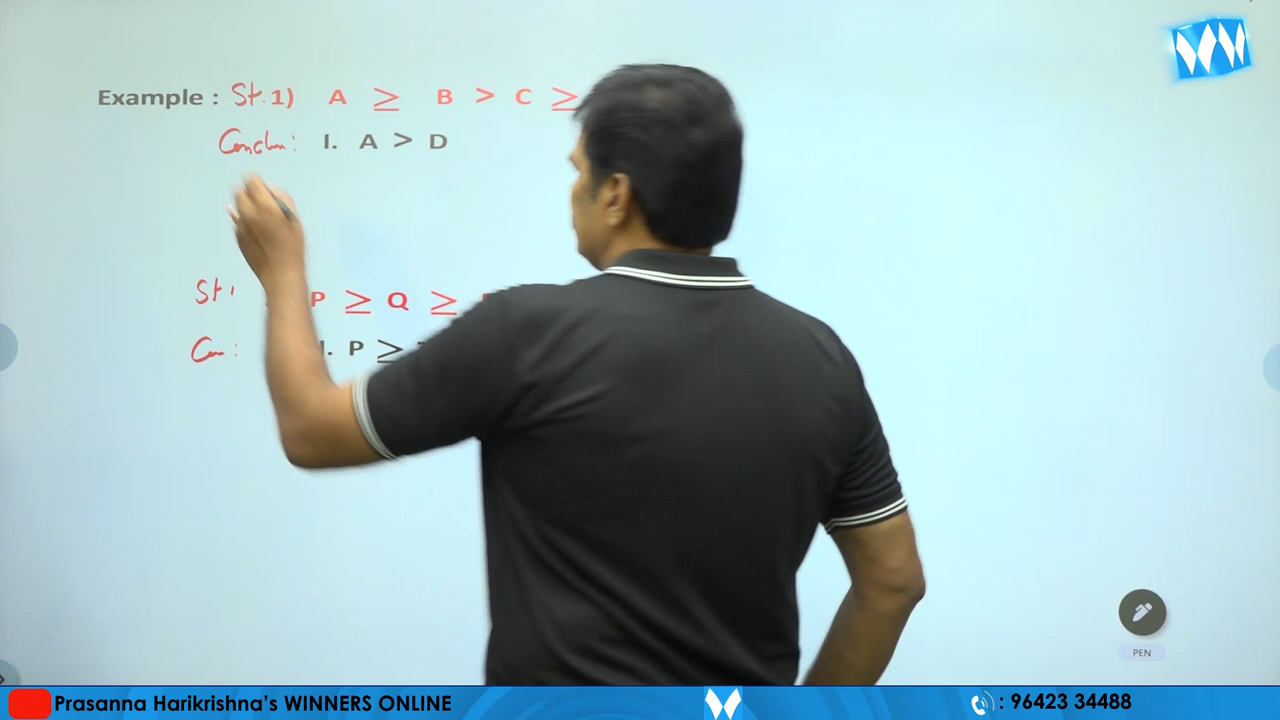 Example : St. 1) A ≥ B > C ≥
Conclu: I. A > D
St, P ≥ Q ≥
Con : I. P ≥
PEN
Prasanna Harikrishna's WINNERS ONLINE
: 96423 34488